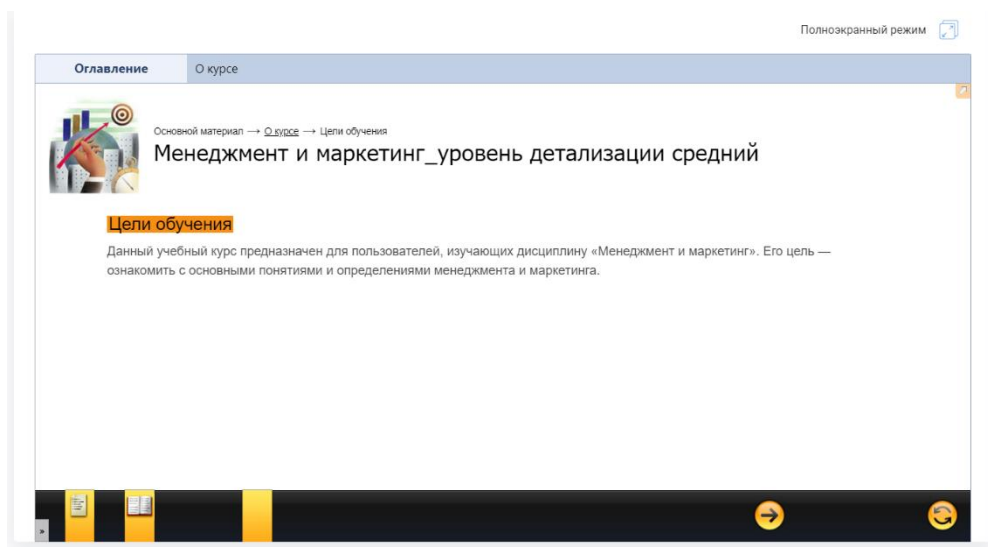 Полноэкранный режим
Оглавление
О курсе
Основной материал → О курсе → Цели обучения
Менеджмент и маркетинг_уровень детализации средний
Цели обучения
Данный учебный курс предназначен для пользователей, изучающих дисциплину «Менеджмент и маркетинг». Его цель —
ознакомить с основными понятиями и определениями менеджмента и маркетинга.
»